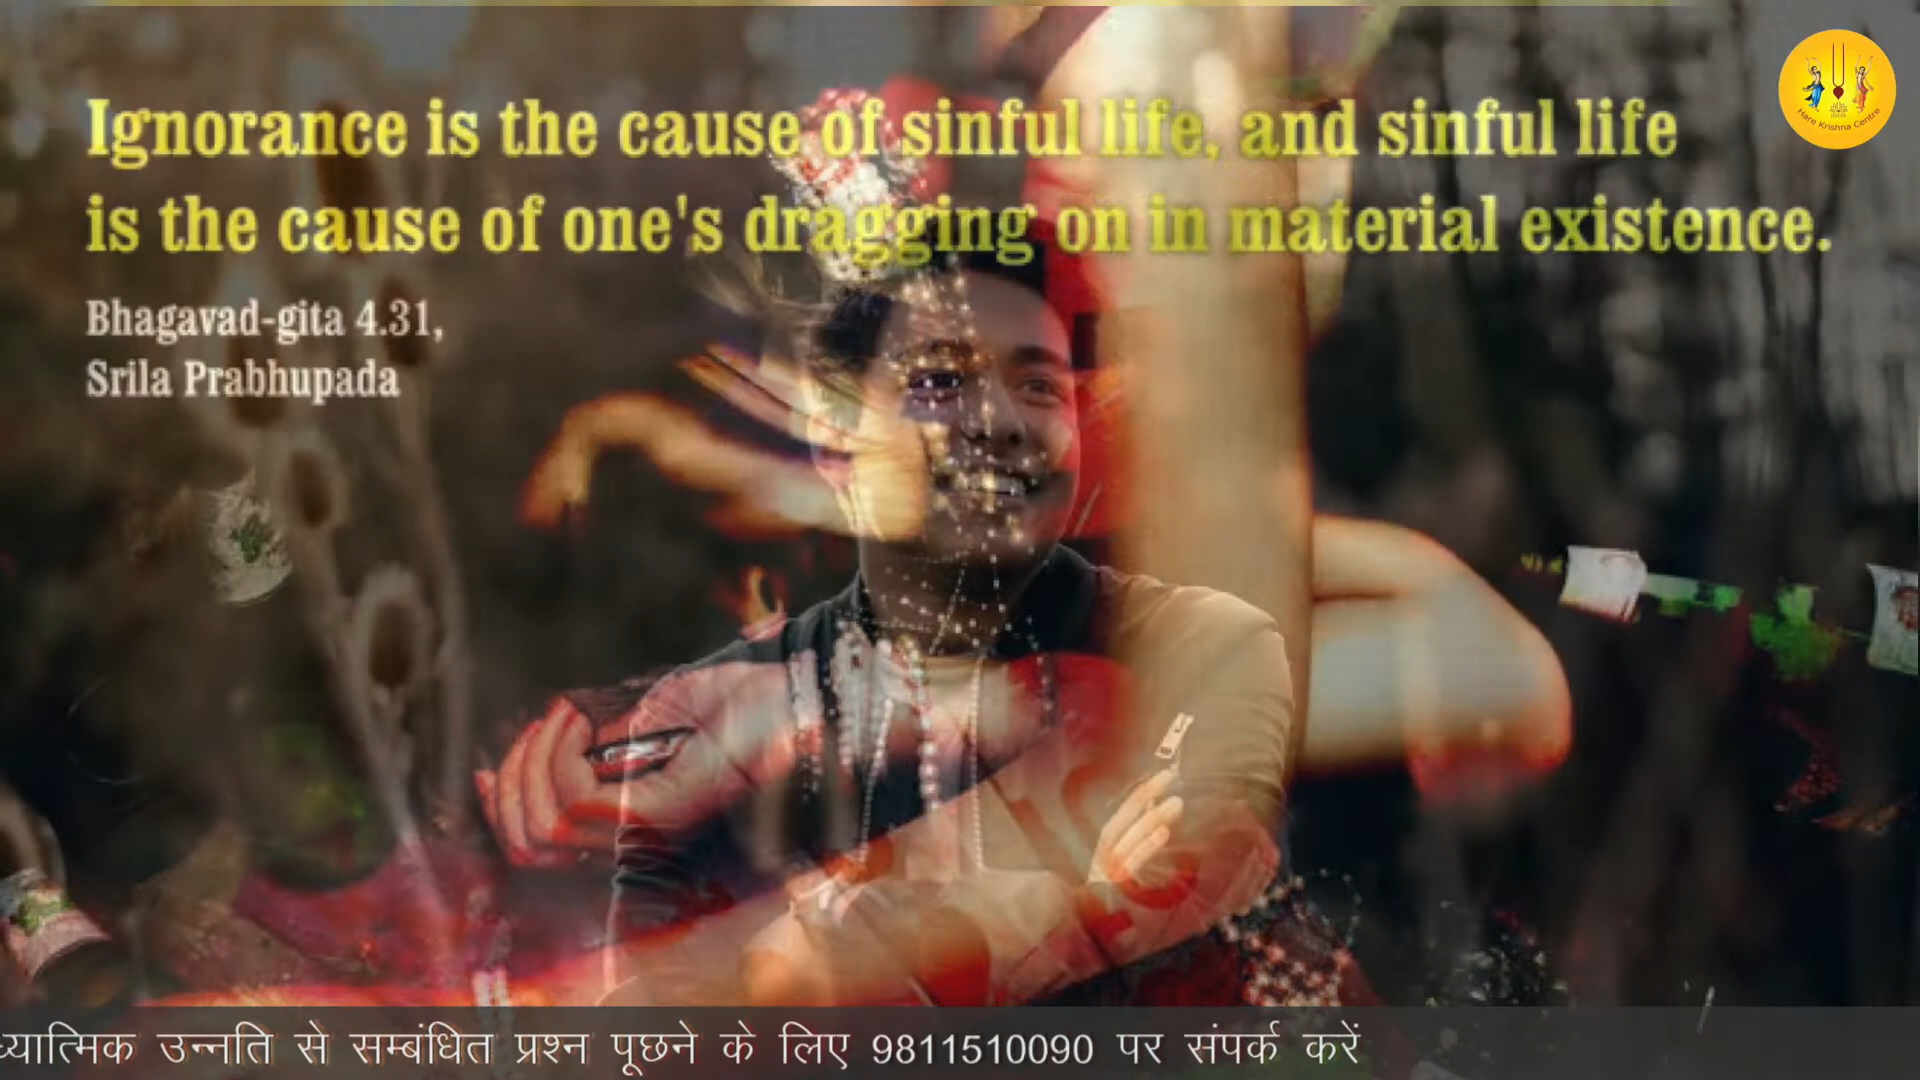 Ignorance is the cause of sinful life, and sinful life
is the cause of one's dragging on in material existence.
Bhagavad-gita 4.31,
Srila Prabhupada
Hare Krishna Centre
ध्यात्मिक उन्नति से सम्बंधित प्रश्न पूछने के लिए 9811510090 पर संपर्क करें